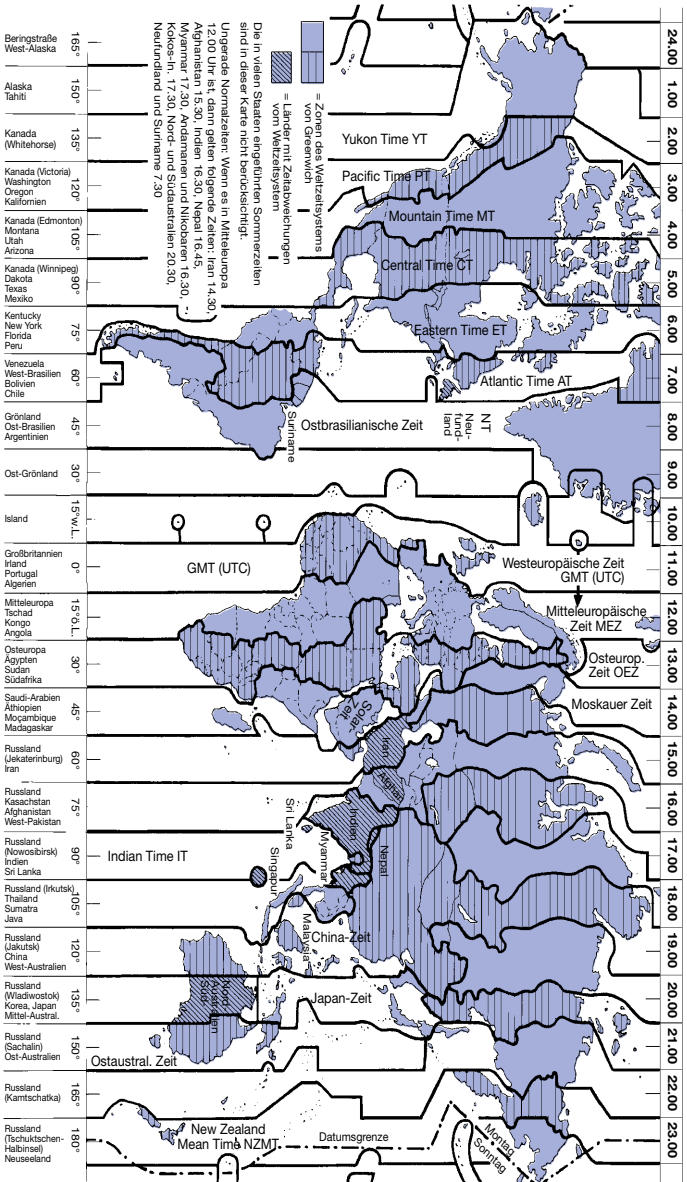 24.00
1.00
2.00
3.00
4.00
5.00
6.00
7.00
8.00
9.00
10.00
11.00
12.00
13.00
14.00
15.00
16.00
17.00
18.00
19.00
20.00
21.00
22.00
23.00
Yukon Time YT
Pacific Time PT
Mountain Time MT
Central Time CT
Eastern Time ET
Atlantic Time AT
NT
Neu-
fund-
land
Ostbrasilianische Zeit
Suriname
Westeuropäische Zeit
GMT (UTC)
GMT (UTC)
Mitteleuropäische
Zeit MEZ
Osteurop.
Zeit OEZ
Moskauer Zeit
Solar
Zeit
Iran
Afghan.
Indien
Nepal
Sri Lanka
Myanmar
Singapur
Malaysia
Indian Time IT
China-Zeit
Japan-Zeit
Nord-
Australien
Süd-
Ostaustral. Zeit
New Zealand
Mean Time NZMT
Datumsgrenze
Montag
Sonntag
= Zonen des Weltzeitsystems
von Greenwich
= Länder mit Zeitabweichungen
vom Weltzeitsystem
Die in vielen Staaten eingeführten Sommerzeiten
sind in dieser Karte nicht berücksichtigt.
Ungerade Normalzeiten: Wenn es in Mitteleuropa
12.00 Uhr ist, dann gelten folgende Zeiten: Iran 14.30,
Afghanistan 15.30, Indien 16.30, Nepal 16.45,
Myanmar 17.30, Andamanen und Nikobaren 16.30,
Kokos-In. 17.30, Nord- und Südaustralien 20.30,
Neufundland und Suriname 7.30
165°
Beringstraße
West-Alaska
150°
Alaska
Tahiti
135°
Kanada
(Whitehorse)
120°
Kanada (Victoria)
Washington
Oregon
Kalifornien
105°
Kanada (Edmonton)
Montana
Utah
Arizona
90°
Kanada (Winnipeg)
Dakota
Texas
Mexiko
75°
Kentucky
New York
Florida
Peru
60°
Venezuela
West-Brasilien
Bolivien
Chile
45°
Grönland
Ost-Brasilien
Argentinien
30°
Ost-Grönland
15°w.L.
Island
0°
Großbritannien
Irland
Portugal
Algerien
15°ö.L.
Mitteleuropa
Tschad
Kongo
Angola
30°
Osteuropa
Ägypten
Sudan
Südafrika
45°
Saudi-Arabien
Äthiopien
Moçambique
Madagaskar
60°
Russland
(Jekaterinburg)
Iran
75°
Russland
Kasachstan
Afghanistan
West-Pakistan
90°
Russland
(Nowosibirsk)
Indien
Sri Lanka
105°
Russland (Irkutsk)
Thailand
Sumatra
Java
120°
Russland
(Jakutsk)
China
West-Australien
135°
Russland
(Wladiwostok)
Korea, Japan
Mittel-Austral.
150°
Russland
(Sachalin)
Ost-Australien
165°
Russland
(Kamtschatka)
180°
Russland
(Tschuktschen-
Halbinsel)
Neuseeland